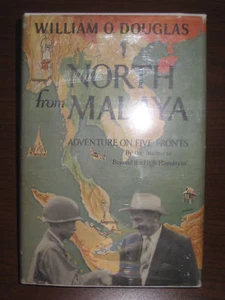 WILLIAM O. DOUGLAS
NORTH
from MALAYA
ADVENTURE ON FIVE FRONTS